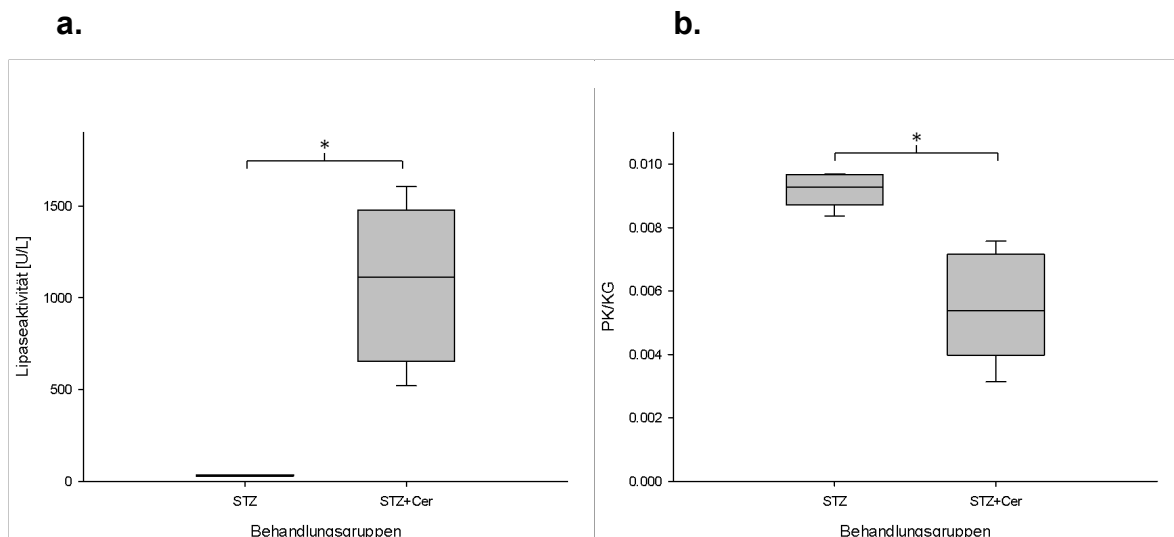 a.
b.
*
Lipaseaktivität [U/L]
1500
1000
500
0
STZ
STZ+Cer
Behandlungsgruppen
*
PK/KG
0.010
0.008
0.006
0.004
0.002
0.000
STZ
STZ+Cer
Behandlungsgruppen